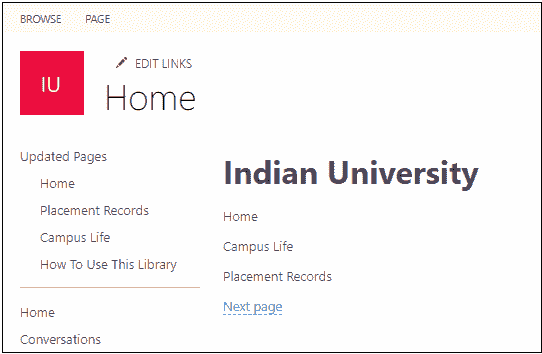 BROWSE PAGE
IU
EDIT LINKS
Home
Updated Pages
Home
Placement Records
Campus Life
How To Use This Library
Home
Conversations
Indian University
Home
Campus Life
Placement Records
Next page